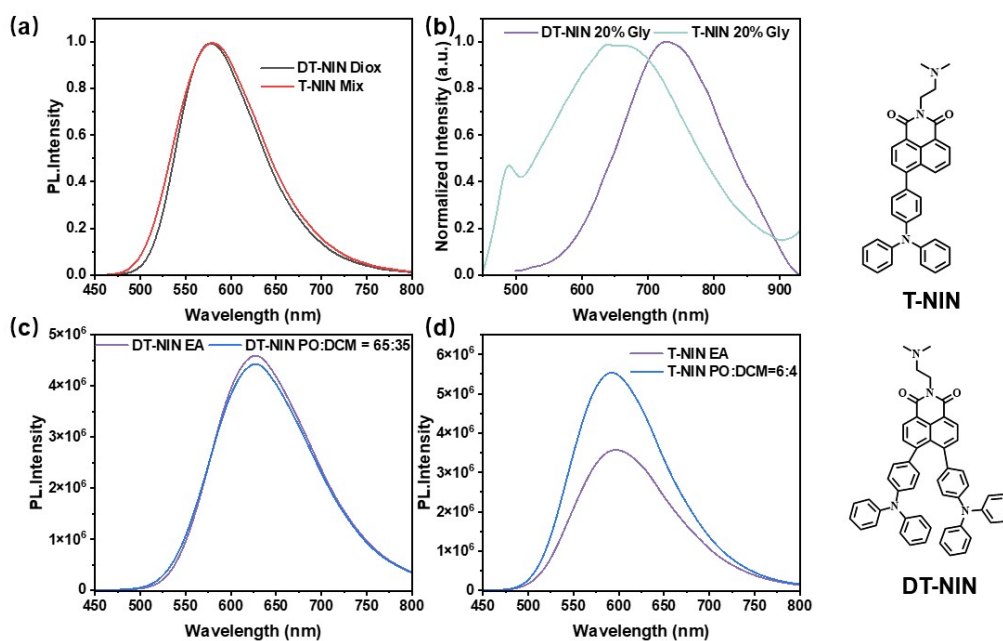 (a)
PL.Intensity
1.0
0.8
0.6
0.4
0.2
0.0
DT-NIN Diox
T-NIN Mix
450 500 550 600 650 700 750 800
Wavelength (nm)
(b)
Normalized Intensity (a.u.)
1.0
0.8
0.6
0.4
0.2
0.0
DT-NIN 20% Gly T-NIN 20% Gly
500 600 700 800 900
Wavelength (nm)
N
N
O O
N
T-NIN
(c)
PL.Intensity
5×10⁶
4×10⁶
3×10⁶
2×10⁶
1×10⁶
0
DT-NIN EA DT-NIN PO:DCM = 65:35
450 500 550 600 650 700 750 800
Wavelength (nm)
(d)
PL.Intensity
6×10⁶
5×10⁶
4×10⁶
3×10⁶
2×10⁶
1×10⁶
0
T-NIN EA
T-NIN PO:DCM=6:4
450 500 550 600 650 700 750 800
Wavelength (nm)
N
N
O O
N N
DT-NIN